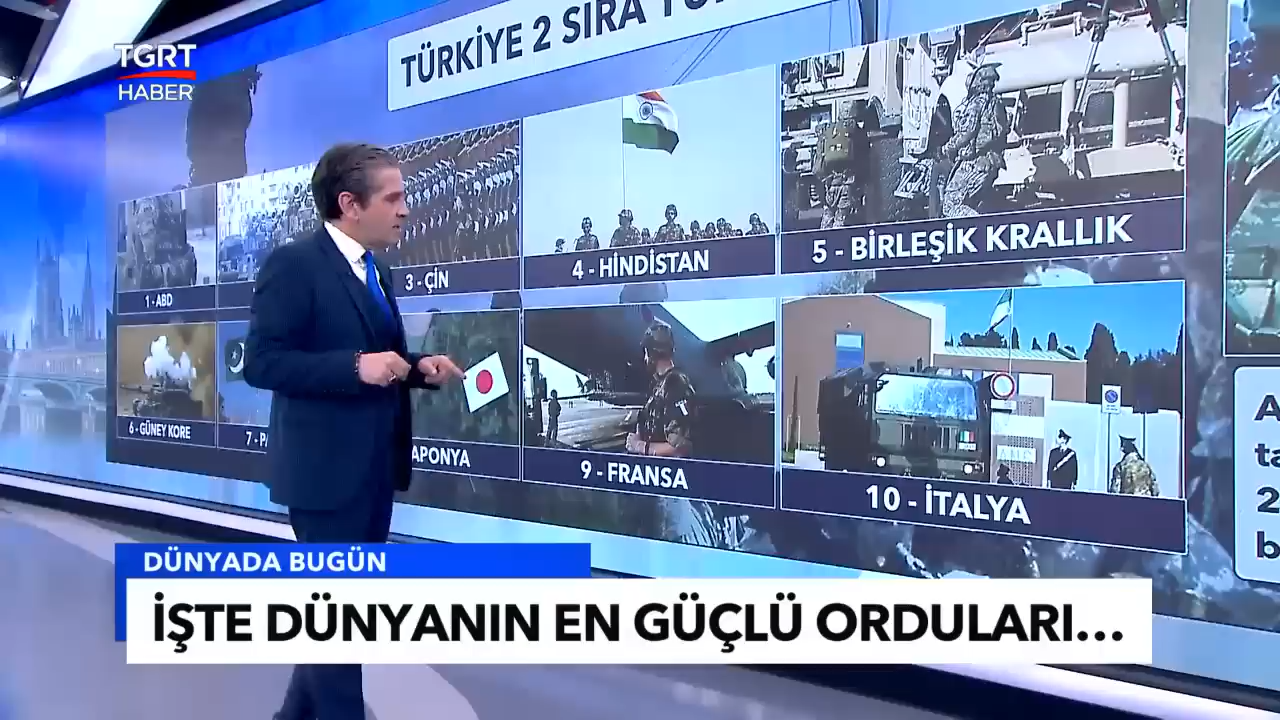 TGRT
HABER
TÜRKİYE 2 SIRA
1 - ABD
3 - ÇİN
4 - HİNDİSTAN
5 - BİRLEŞİK KRALLIK
6 - GÜNEY KORE
7 -
APONYA
9 - FRANSA
10 - İTALYA
DÜNYADA BUGÜN
İŞTE DÜNYANIN EN GÜÇLÜ ORDULARI...